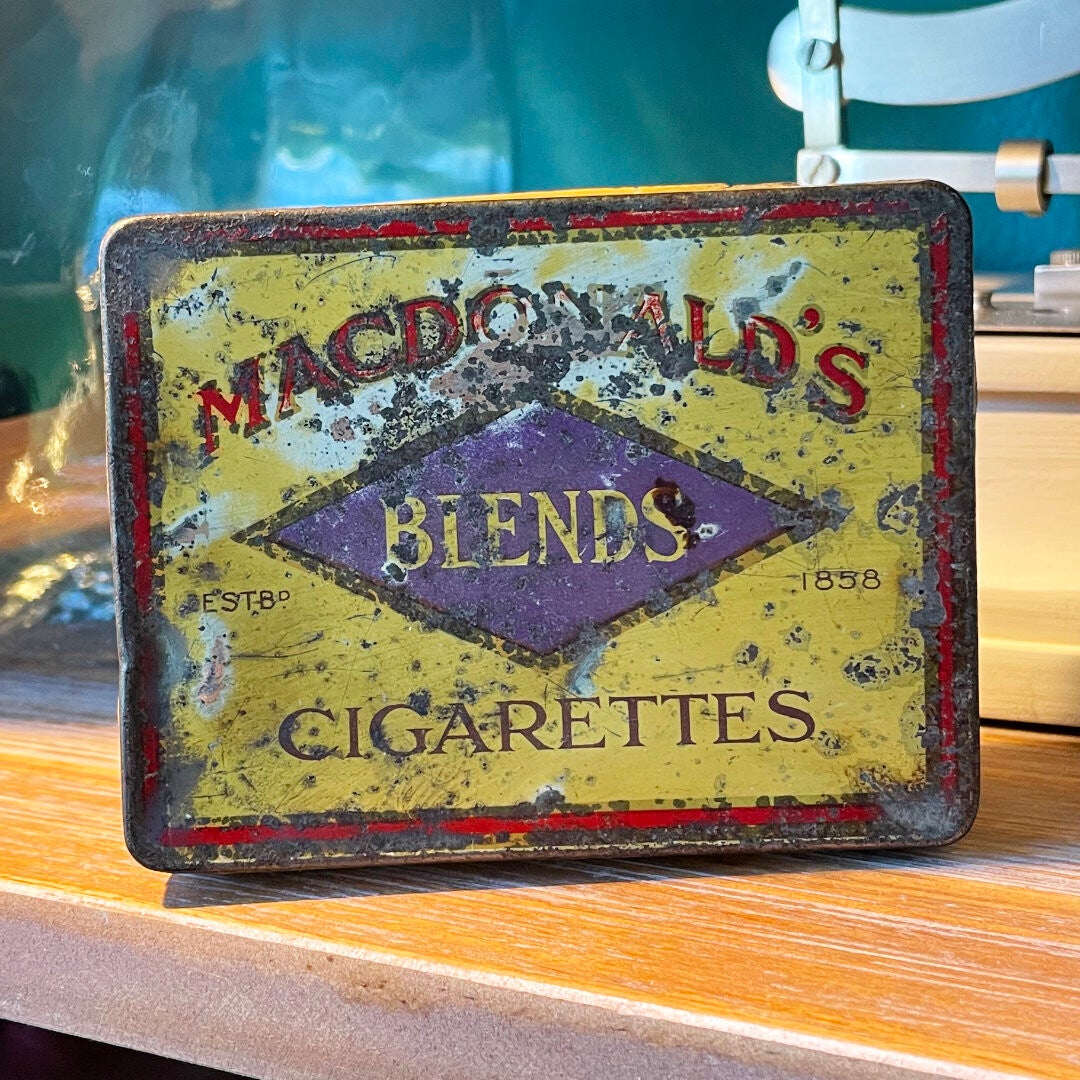 MACDONALD'S
BLENDS
ESTBD 1858
CIGARETTES